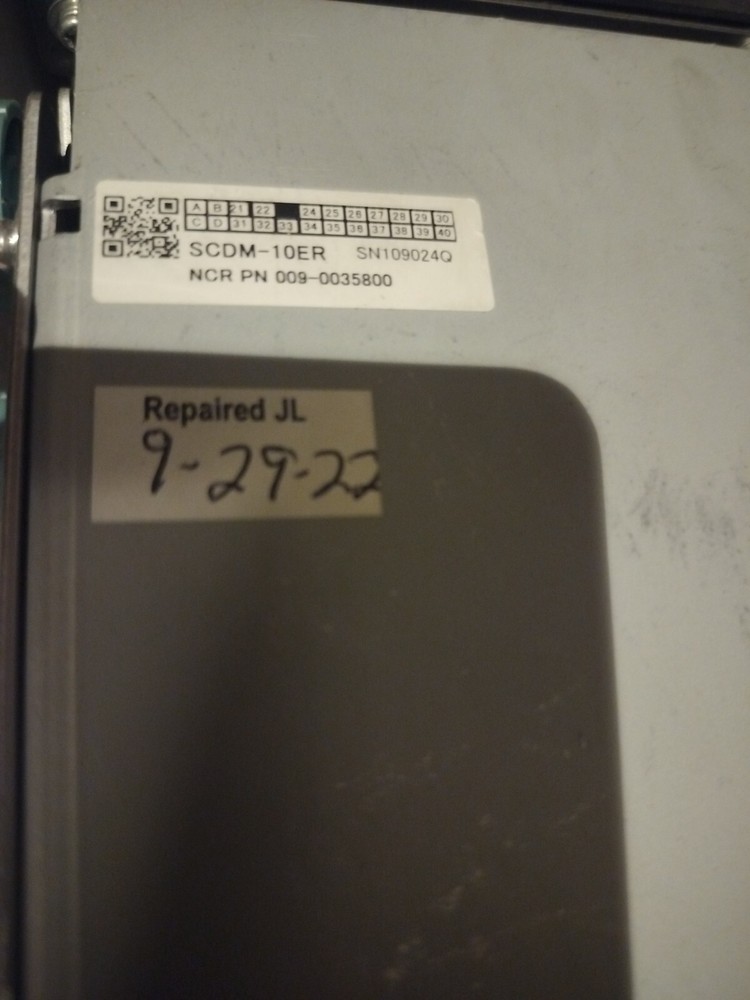 A B 21 22 24 25 26 27 28 29 30
C D 31 32 33 34 35 36 37 38 39 40
SCDM-10ER SN109024Q
NCR PN 009-0035800
Repaired JL
9-29-22